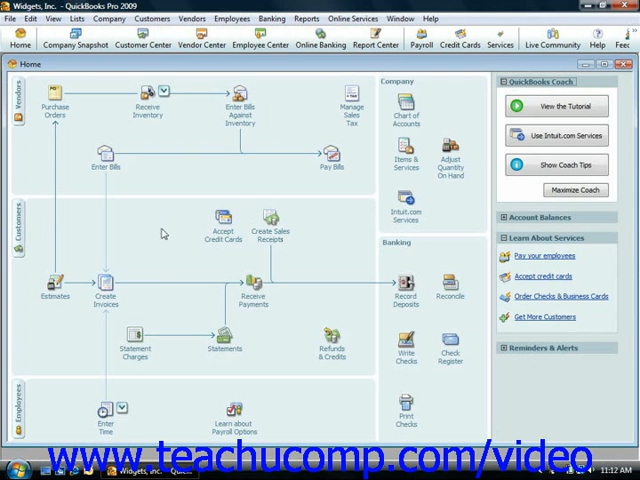 Widgets, Inc. - QuickBooks Pro 2009
File Edit View Lists Company Customers Vendors Employees Banking Reports Online Services Window Help
Home Company Snapshot Customer Center Vendor Center Employee Center Online Banking Report Center Payroll Credit Cards Services Live Community Help Feec
Home
Vendors
Purchase
Orders
Receive
Inventory
Enter Bills
Against
Inventory
Manage
Sales
Tax
Enter Bills
Pay Bills
Customers
Accept
Credit Cards
Create Sales
Receipts
Estimates
Create
Invoices
Receive
Payments
Statement
Charges
Statements
Refunds
& Credits
Employees
Enter
Time
Learn about
Payroll Options
Company
Chart of
Accounts
Items &
Services
Adjust
Quantity
On Hand
Intuit.com
Services
Banking
Record
Deposits
Reconcile
Write
Checks
Check
Register
Print
Checks
QuickBooks Coach
View the Tutorial
Use Intuit.com Services
Show Coach Tips
Maximize Coach
Account Balances
Learn About Services
Pay your employees
Accept credit cards
Order Checks & Business Cards
Get More Customers
Reminders & Alerts
www.teachucomp.com/video
Widgets, Inc. - Quic...
11:12 AM